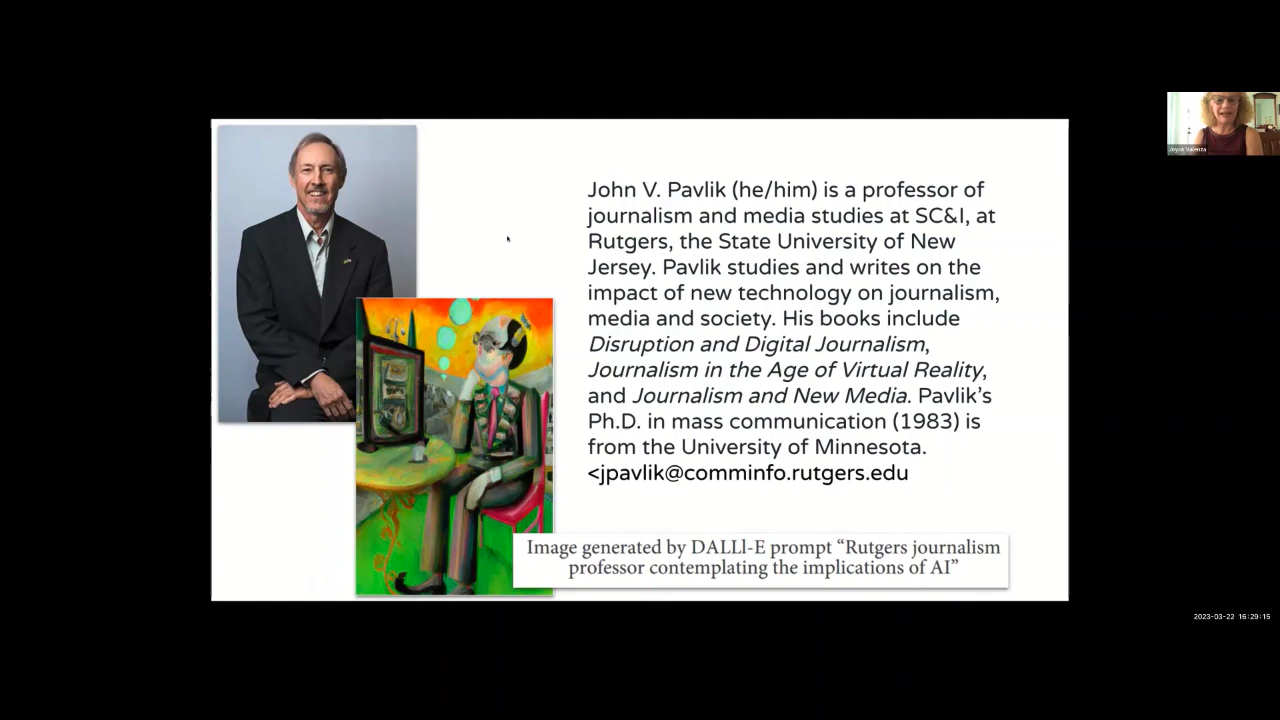 John V. Pavlik (he/him) is a professor of
journalism and media studies at SC&I, at
Rutgers, the State University of New
Jersey. Pavlik studies and writes on the
impact of new technology on journalism,
media and society. His books include
Disruption and Digital Journalism,
Journalism in the Age of Virtual Reality,
and Journalism and New Media. Pavlik’s
Ph.D. in mass communication (1983) is
from the University of Minnesota.
<jpavlik@comminfo.rutgers.edu
Image generated by DALLl-E prompt “Rutgers journalism
professor contemplating the implications of AI”
Joyce Valenza
2023-03-22 16:29:15